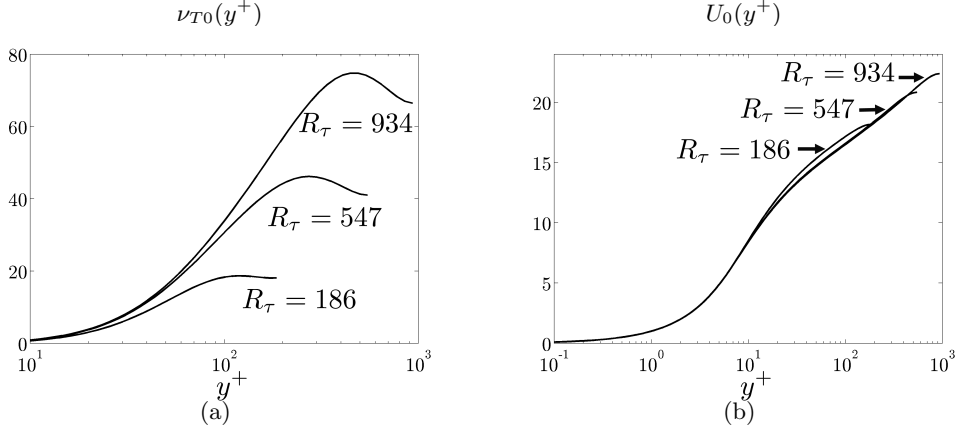 ν_{T0}(y^+)
80
60
40
20
0
10^1
10^2
10^3
R_τ = 934
R_τ = 547
R_τ = 186
y^+
(a)
U_0(y^+)
20
15
10
5
0
10^{-1}
10^0
10^1
10^2
10^3
R_τ = 934
R_τ = 547
R_τ = 186
y^+
(b)